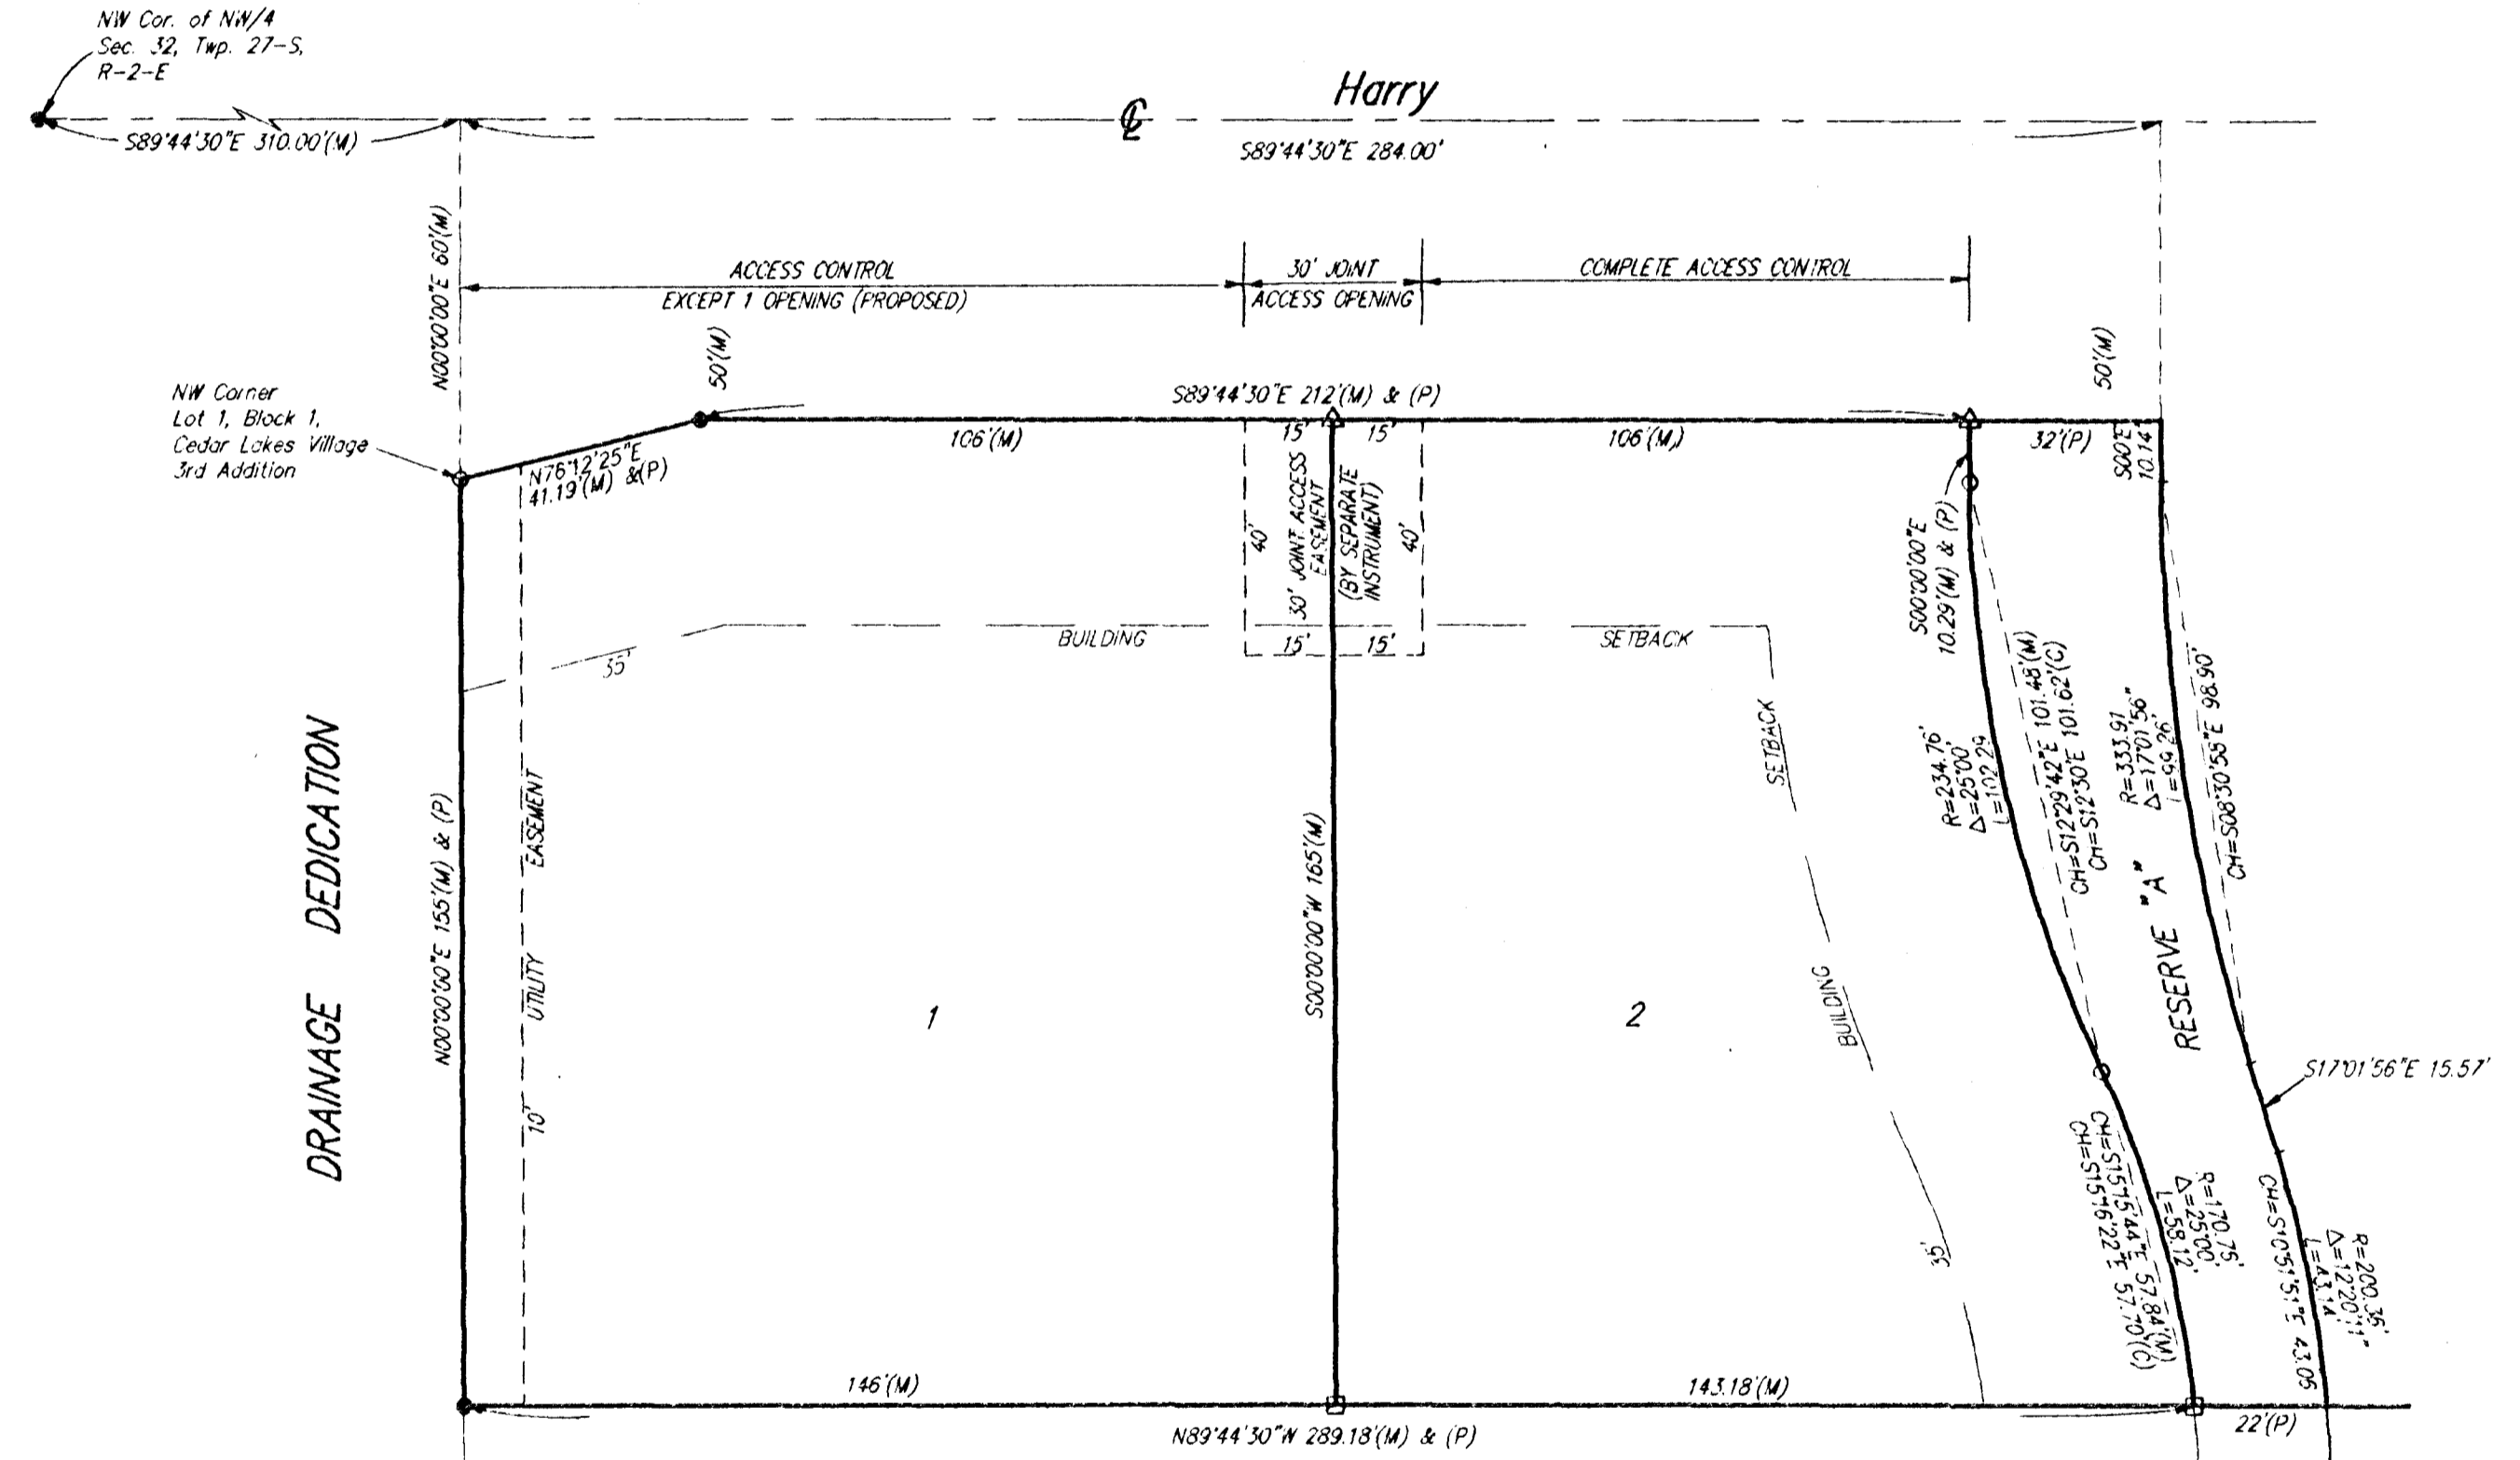 NW Cor. of NW/4
Sec. 32, Twp. 27-S,
R-2-E
Harry
℄
S89°44'30"E 310.00'(M)
S89°44'30"E 284.00'
N00°00'00"E 60'(M)
ACCESS CONTROL
EXCEPT 1 OPENING (PROPOSED)
30' JOINT
ACCESS OPENING
COMPLETE ACCESS CONTROL
50'(M)
50'(M)
NW Corner
Lot 1, Block 1,
Cedar Lakes Village
3rd Addition
S89°44'30"E 212'(M) & (P)
106'(M)
15'
15'
106'(M)
32'(P)
S00°E
10.14'
N76°12'25"E
41.19'(M) &(P)
40'
30' JOINT ACCESS
EASEMENT
(BY SEPARATE
INSTRUMENT)
40'
S00°00'00"E
10.29'(M) & (P)
35'
BUILDING
15'
15'
SETBACK
SETBACK
BUILDING
35'
DRAINAGE DEDICATION
N00°00'00"E 155'(M) & (P)
10' UTILITY EASEMENT
S00°00'00"W 165'(M)
1
2
R=234.76'
Δ=25°00'
L=102.29
CH=S12°29'42"E 101.48'(M)
CH=S12°30'E 101.62'(C)
R=333.91
Δ=17°01'56"
L=99.26'
CH=S08°30'58"E 98.90'
RESERVE "A"
S17°01'56"E 15.57'
CH=S15°15'44"E 57.84'(M)
CH=S15°16'22"E 57.70'(C)
R=170.75'
Δ=25°00'
L=58.12'
CH=S10°51'51"E 43.05
R=200.36'
Δ=12°20'11"
L=43.14'
146'(M)
143.18'(M)
N89°44'30"W 289.18'(M) & (P)
22'(P)